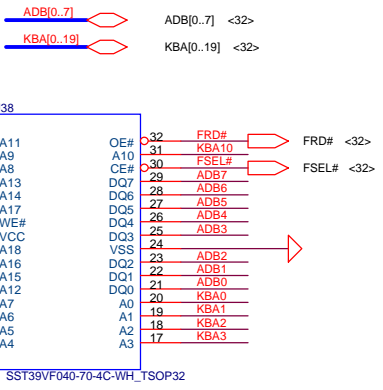 ADB[0..7] ADB[0..7] <32>
KBA[0..19] KBA[0..19] <32>
38
A11 OE# 32 FRD# FRD# <32>
A9 A10 31 KBA10
A8 CE# 30 FSEL# FSEL# <32>
A13 DQ7 29 ADB7
A14 DQ6 28 ADB6
A17 DQ5 27 ADB5
WE# DQ4 26 ADB4
VCC DQ3 25 ADB3
A18 VSS 24
A16 DQ2 23 ADB2
A15 DQ1 22 ADB1
A12 DQ0 21 ADB0
A7 A0 20 KBA0
A6 A1 19 KBA1
A5 A2 18 KBA2
A4 A3 17 KBA3
SST39VF040-70-4C-WH_TSOP32